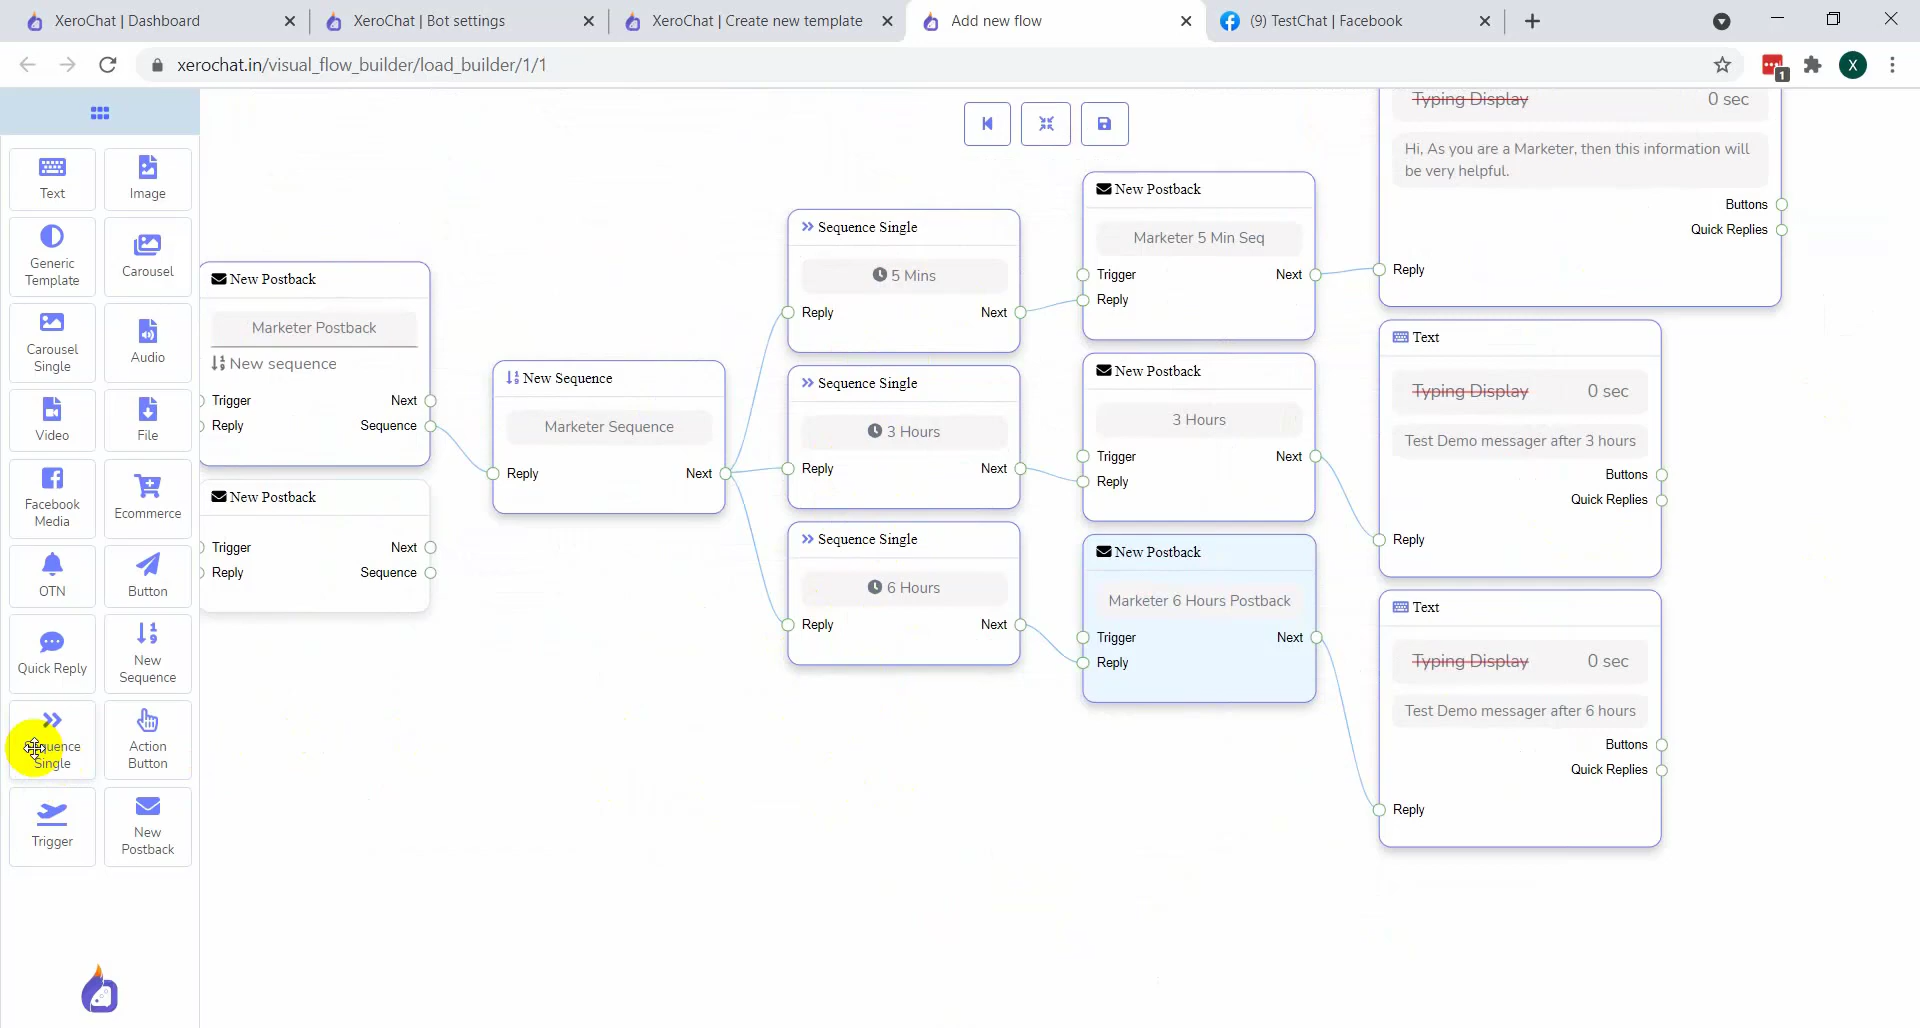 XeroChat | Dashboard
XeroChat | Bot settings
XeroChat | Create new template
Add new flow
(9) TestChat | Facebook
xerochat.in/visual_flow_builder/load_builder/1/1
1
X
Text
Image
Generic
Template
Carousel
Carousel
Single
Audio
Video
File
Facebook
Media
Ecommerce
OTN
Button
Quick Reply
New
Sequence
Sequence
Single
Action
Button
Trigger
New
Postback
New Postback
Marketer Postback
New sequence
Trigger
Next
Reply
Sequence
New Postback
Trigger
Next
Reply
Sequence
New Sequence
Marketer Sequence
Reply
Next
Sequence Single
5 Mins
Reply
Next
Sequence Single
3 Hours
Reply
Next
Sequence Single
6 Hours
Reply
Next
New Postback
Marketer 5 Min Seq
Trigger
Next
Reply
New Postback
3 Hours
Trigger
Next
Reply
New Postback
Marketer 6 Hours Postback
Trigger
Next
Reply
Typing Display
0 sec
Hi, As you are a Marketer, then this information will
be very helpful.
Buttons
Quick Replies
Reply
Text
Typing Display
0 sec
Test Demo messager after 3 hours
Buttons
Quick Replies
Reply
Text
Typing Display
0 sec
Test Demo messager after 6 hours
Buttons
Quick Replies
Reply